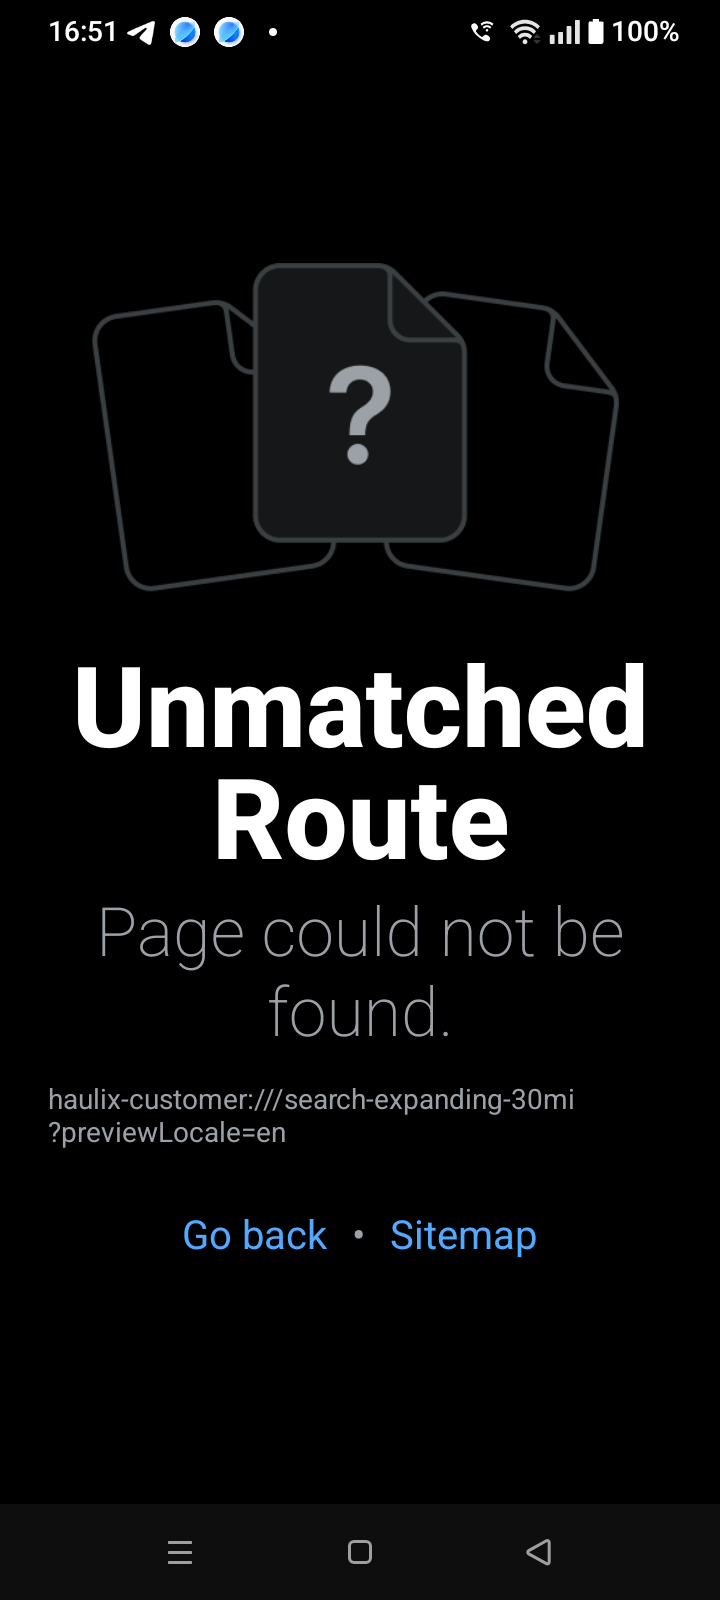 16:51
100%
?
Unmatched
Route
Page could not be
found.
haulix-customer:///search-expanding-30mi
?previewLocale=en
Go back • Sitemap